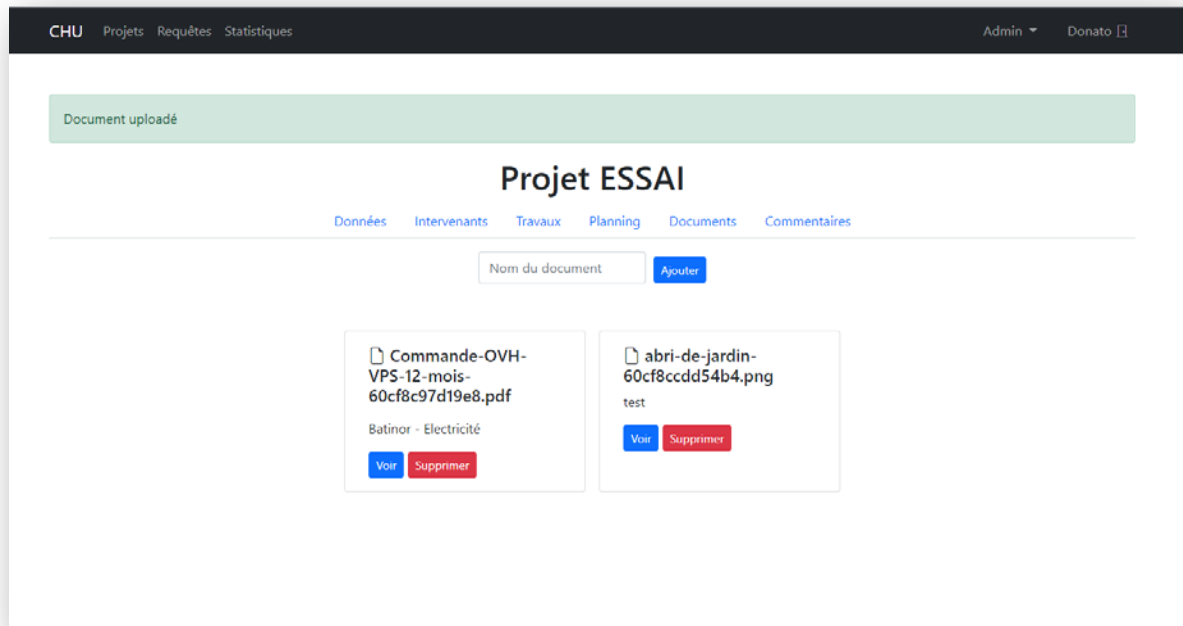 CHU Projets Requêtes Statistiques Admin Donato
Document uploadé
Projet ESSAI
Données Intervenants Travaux Planning Documents Commentaires
Nom du document Ajouter
Commande-OVH-
VPS-12-mois-
60cf8c97d19e8.pdf
Batinor - Electricité
Voir Supprimer
abri-de-jardin-
60cf8ccdd54b4.png
test
Voir Supprimer